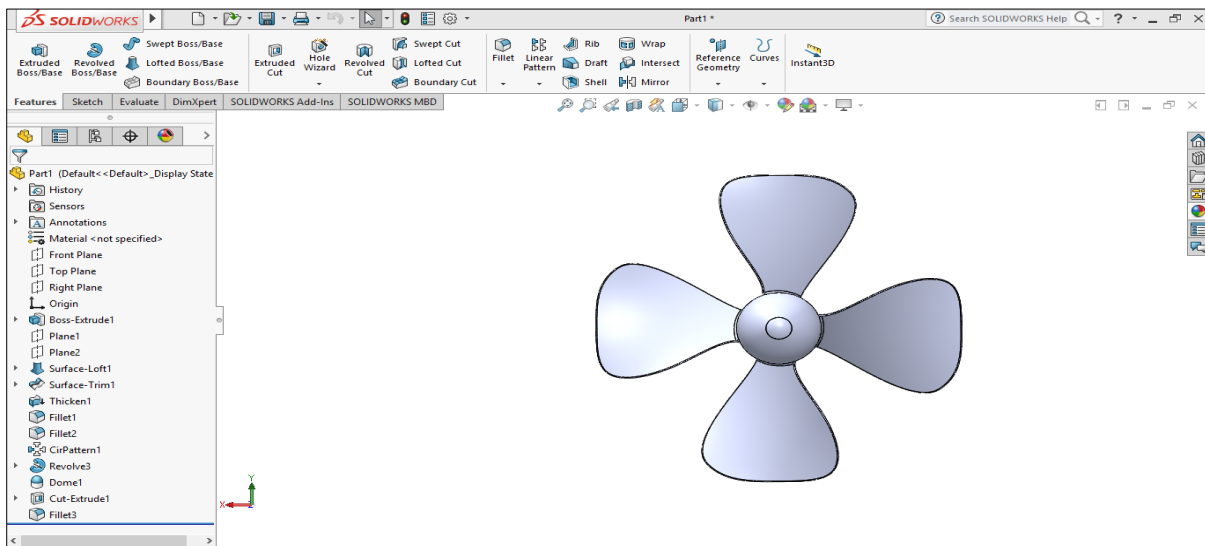 DS SOLIDWORKS
Part1 *
Search SOLIDWORKS Help
?
Extruded Boss/Base
Revolved Boss/Base
Swept Boss/Base
Lofted Boss/Base
Boundary Boss/Base
Extruded Cut
Hole Wizard
Revolved Cut
Swept Cut
Lofted Cut
Boundary Cut
Fillet
Linear Pattern
Rib
Draft
Shell
Wrap
Intersect
Mirror
Reference Geometry
Curves
Instant3D
Features
Sketch
Evaluate
DimXpert
SOLIDWORKS Add-Ins
SOLIDWORKS MBD
Part1 (Default<<Default>_Display State
History
Sensors
Annotations
Material <not specified>
Front Plane
Top Plane
Right Plane
Origin
Boss-Extrude1
Plane1
Plane2
Surface-Loft1
Surface-Trim1
Thicken1
Fillet1
Fillet2
CirPattern1
Revolve3
Dome1
Cut-Extrude1
Fillet3
Y
X